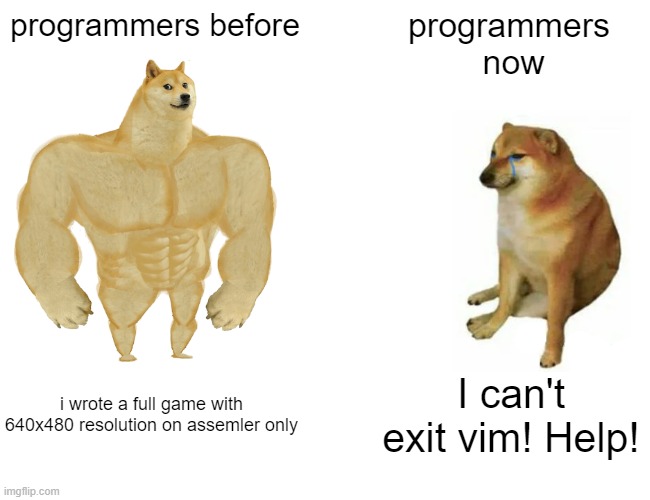 programmers before
programmers
now
i wrote a full game with
640x480 resolution on assemler only
I can't
exit vim! Help!
imgflip.com